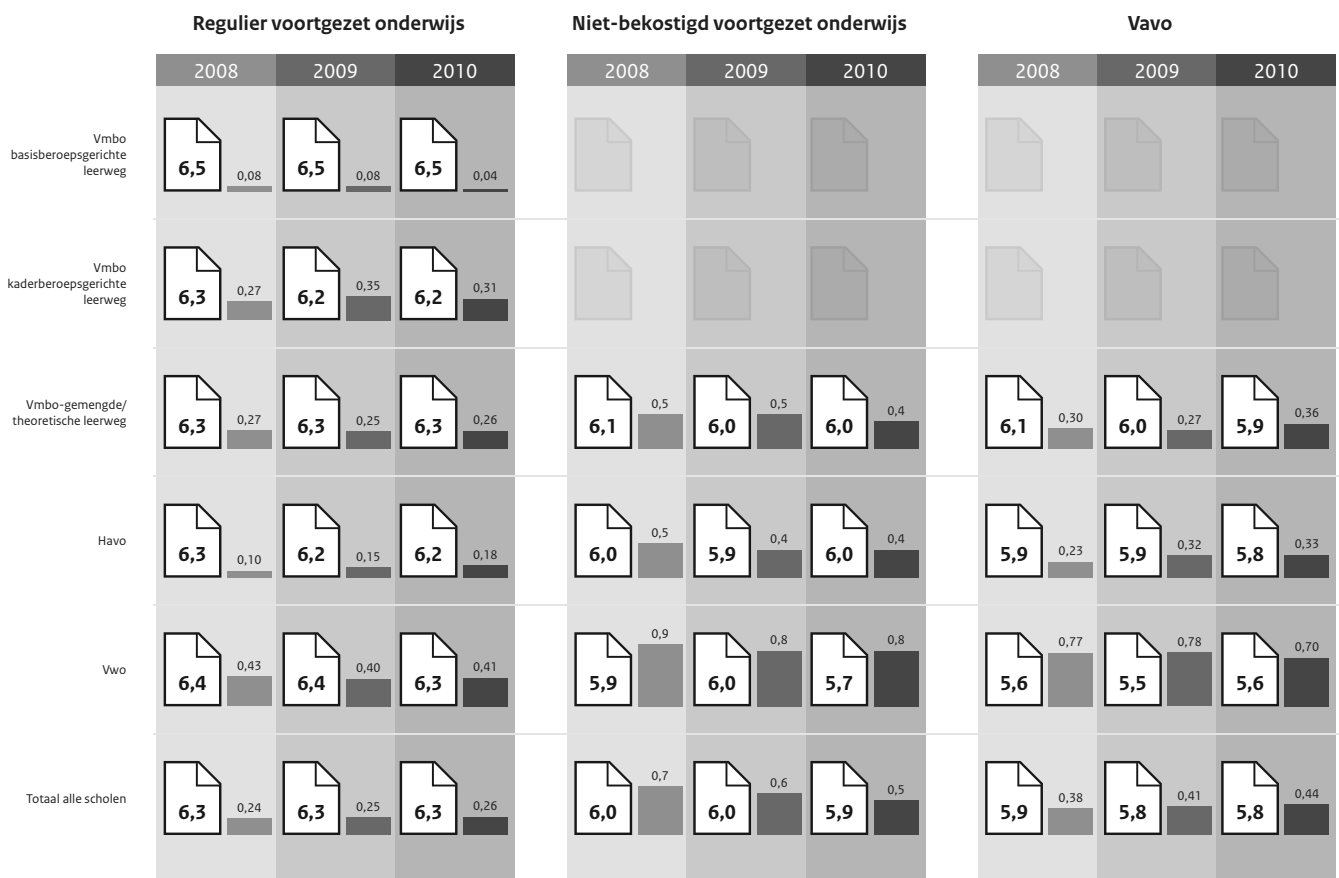 Regulier voortgezet onderwijs Niet-bekostigd voortgezet onderwijs Vavo
2008 2009 2010 2008 2009 2010 2008 2009 2010
Vmbo
basisberoepsgerichte
leerweg
6,5 0,08 6,5 0,08 6,5 0,04
Vmbo
kaderberoepsgerichte
leerweg
6,3 0,27 6,2 0,35 6,2 0,31
Vmbo-gemengde/
theoretische leerweg
6,3 0,27 6,3 0,25 6,3 0,26 6,1 0,5 6,0 0,5 6,0 0,4 6,1 0,30 6,0 0,27 5,9 0,36
Havo
6,3 0,10 6,2 0,15 6,2 0,18 6,0 0,5 5,9 0,4 6,0 0,4 5,9 0,23 5,9 0,32 5,8 0,33
Vwo
6,4 0,43 6,4 0,40 6,3 0,41 5,9 0,9 6,0 0,8 5,7 0,8 5,6 0,77 5,5 0,78 5,6 0,70
Totaal alle scholen
6,3 0,24 6,3 0,25 6,3 0,26 6,0 0,7 6,0 0,6 5,9 0,5 5,9 0,38 5,8 0,41 5,8 0,44